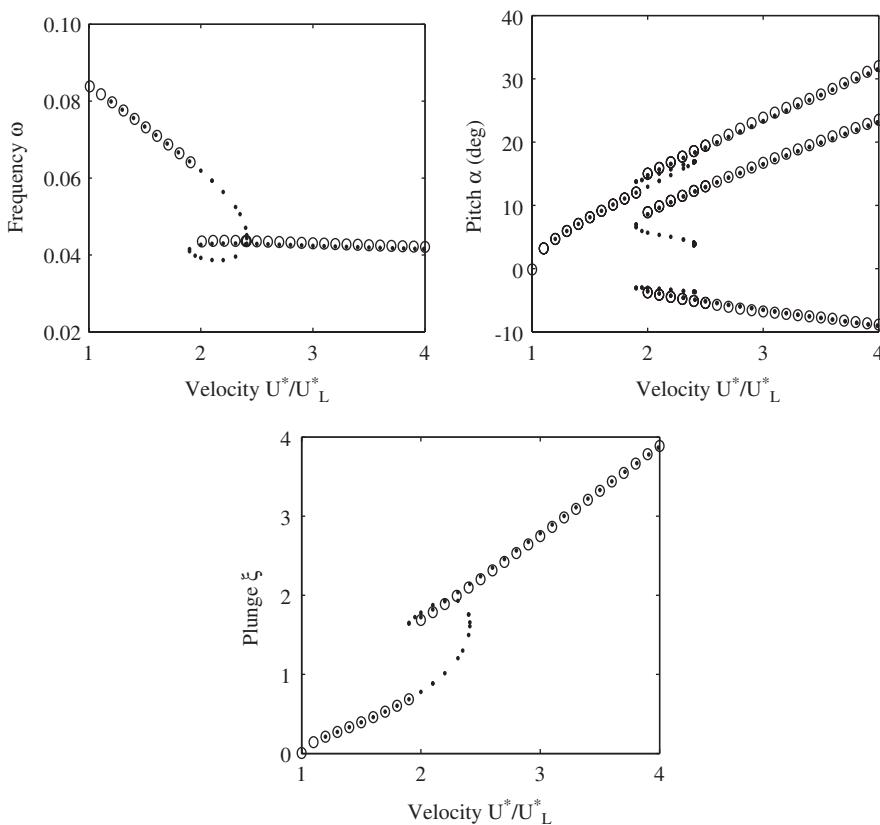 0.10
0.08
0.06
0.04
0.02
Frequency ω
1 2 3 4
Velocity U*/U*L
40
30
20
10
0
-10
Pitch α (deg)
1 2 3 4
Velocity U*/U*L
4
3
2
1
0
Plunge ξ
1 2 3 4
Velocity U*/U*L